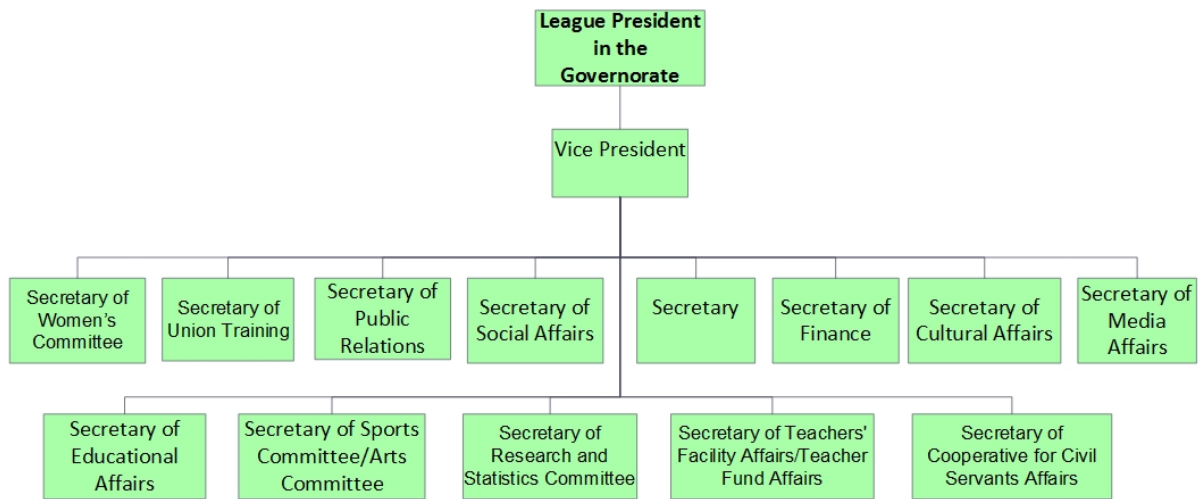 League President
in the
Governorate
Vice President
Secretary of
Women's
Committee
Secretary of
Union Training
Secretary of
Public
Relations
Secretary of
Social Affairs
Secretary
Secretary of
Finance
Secretary of
Cultural Affairs
Secretary of
Media
Affairs
Secretary of
Educational
Affairs
Secretary of Sports
Committee/Arts
Committee
Secretary of
Research and
Statistics Committee
Secretary of Teachers'
Facility Affairs/Teacher
Fund Affairs
Secretary of
Cooperative for Civil
Servants Affairs